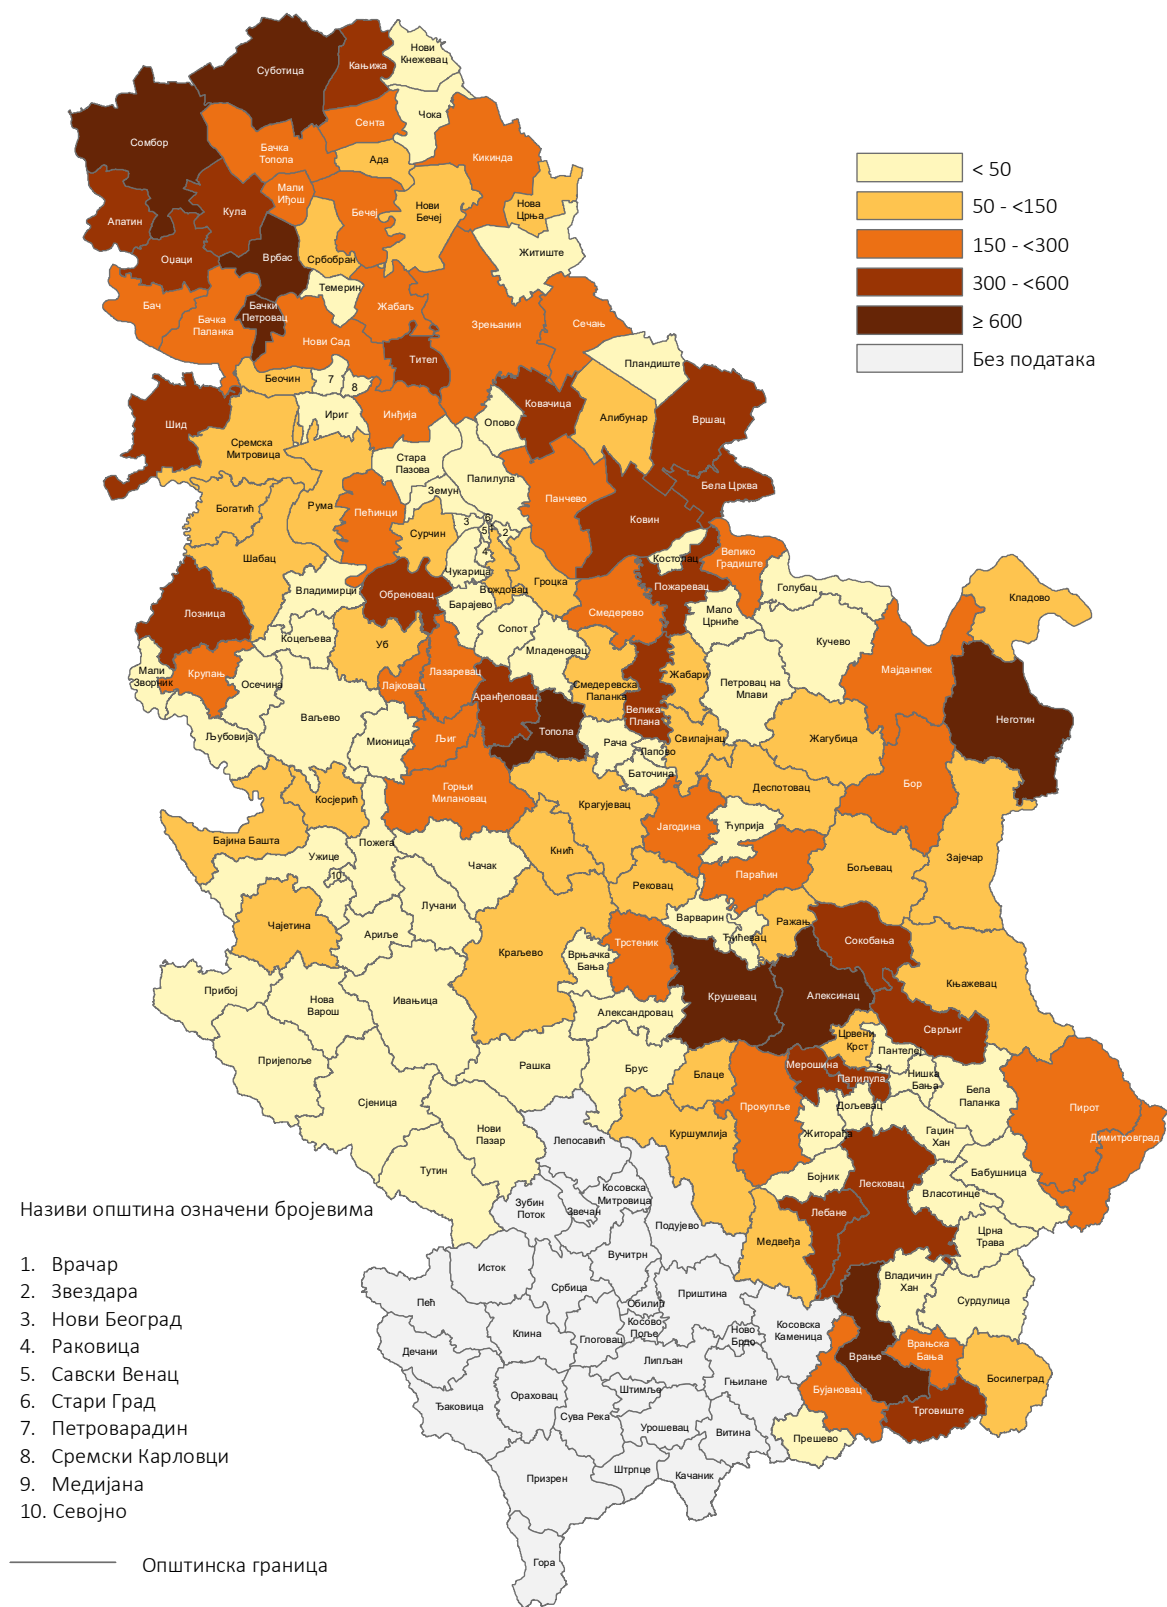 Нови
Кнежевац
Суботица
Кањижа
Чока
Сента
Сомбор
Бачка
Топола
Ада
Кикинда
Мали
Иђош
Бечеј
Нови
Бечеј
Нова
Црња
Апатин
Кула
Житиште
Оџаци
Врбас
Србобран
Темерин
Бач
Бачка
Паланка
Бачки
Петровац
Жабаљ
Нови Сад
Зрењанин
Сечањ
Тител
Пландиште
Беочин
7
8
Ириг
Инђија
Шид
Сремска
Митровица
Опово
Ковачица
Алибунар
Вршац
Стара
Пазова
Палилула
Земун
Панчево
Бела Црква
Богатић
Рума
Пећинци
Сурчин
3
6
5
1
2
4
Ковин
Шабац
Чукарица
Вождовац
Гроцка
Костолац
Велико
Градиште
Владимирци
Обреновац
Барајево
Пожаревац
Голубац
Кладово
Лозница
Коцељева
Уб
Сопот
Смедерево
Мало
Црниће
Кучево
Мали
Зворник
Крупањ
Осечина
Лајковац
Лазаревац
Младеновац
Смедеревска
Паланка
Жабари
Петровац на
Млави
Мајданпек
Неготин
Ваљево
Аранђеловац
Велика
Плана
Љубовија
Мионица
Љиг
Топола
Рача
Лапово
Свилајнац
Жагубица
Баточина
Косјерић
Горњи
Милановац
Крагујевац
Деспотовац
Бор
Бајина Башта
Пожега
Јагодина
Ћуприја
Ужице
10
Чачак
Кнић
Параћин
Бољевац
Зајечар
Лучани
Рековац
Чајетина
Ариље
Варварин
Ражањ
Ћићевац
Сокобања
Трстеник
Краљево
Врњачка
Бања
Прибој
Нова
Варош
Ивањица
Крушевац
Алексинац
Књажевац
Александровац
Сврљиг
Пријепоље
Рашка
Брус
Блаце
Црвени
Крст
Пантелеј
9
Мерошина
Палилула
Нишка
Бања
Бела
Паланка
Сјеница
Прокупље
Дољевац
Пирот
Нови
Пазар
Куршумлија
Житорађа
Гаџин
Хан
Димитровград
Тутин
Лепосавић
Бојник
Лесковац
Бабушница
Власотинце
Зубин
Поток
Звечан
Косовска
Митровица
Подујево
Лебане
Црна
Трава
Медвеђа
Вучитрн
Исток
Србица
Владичин
Хан
Сурдулица
Пећ
Обилић
Приштина
Клина
Глоговац
Косово
Поље
Ново
Брдо
Косовска
Каменица
Врање
Врањска
Бања
Дечани
Липљан
Босилеград
Ђаковица
Ораховац
Штимље
Гњилане
Бујановац
Сува Река
Урошевац
Витина
Трговиште
Прешево
Призрен
Штрпце
Качаник
Гора
< 50
50 - <150
150 - <300
300 - <600
≥ 600
Без података
Називи општина означени бројевима
1. Врачар
2. Звездара
3. Нови Београд
4. Раковица
5. Савски Венац
6. Стари Град
7. Петроварадин
8. Сремски Карловци
9. Медијана
10. Севојно
Општинска граница